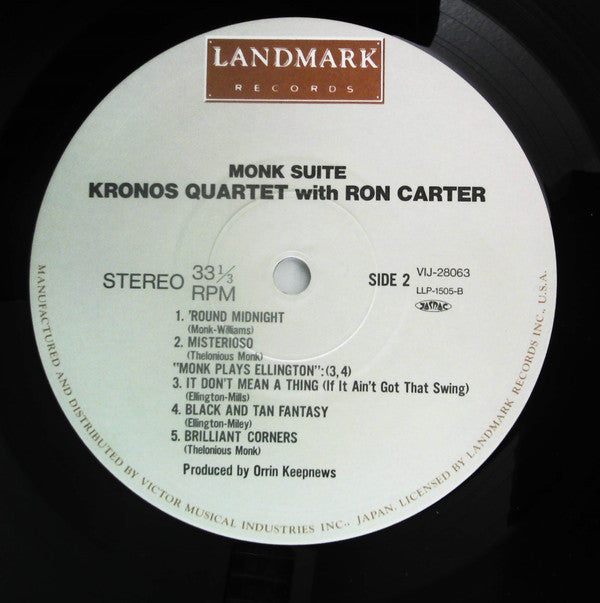 LANDMARK
RECORDS
MONK SUITE
KRONOS QUARTET with RON CARTER
STEREO 33 1/3
RPM
SIDE 2 VIJ-28063
LLP-1505-B
JASRAC
1. 'ROUND MIDNIGHT
(Monk-Williams)
2. MISTERIOSO
(Thelonious Monk)
"MONK PLAYS ELLINGTON":(3,4)
3. IT DON'T MEAN A THING (If It Ain't Got That Swing)
(Ellington-Mills)
4. BLACK AND TAN FANTASY
(Ellington-Miley)
5. BRILLIANT CORNERS
(Thelonious Monk)
Produced by Orrin Keepnews
MANUFACTURED AND DISTRIBUTED BY VICTOR MUSICAL INDUSTRIES INC., JAPAN. LICENSED BY LANDMARK RECORDS INC., U.S.A.